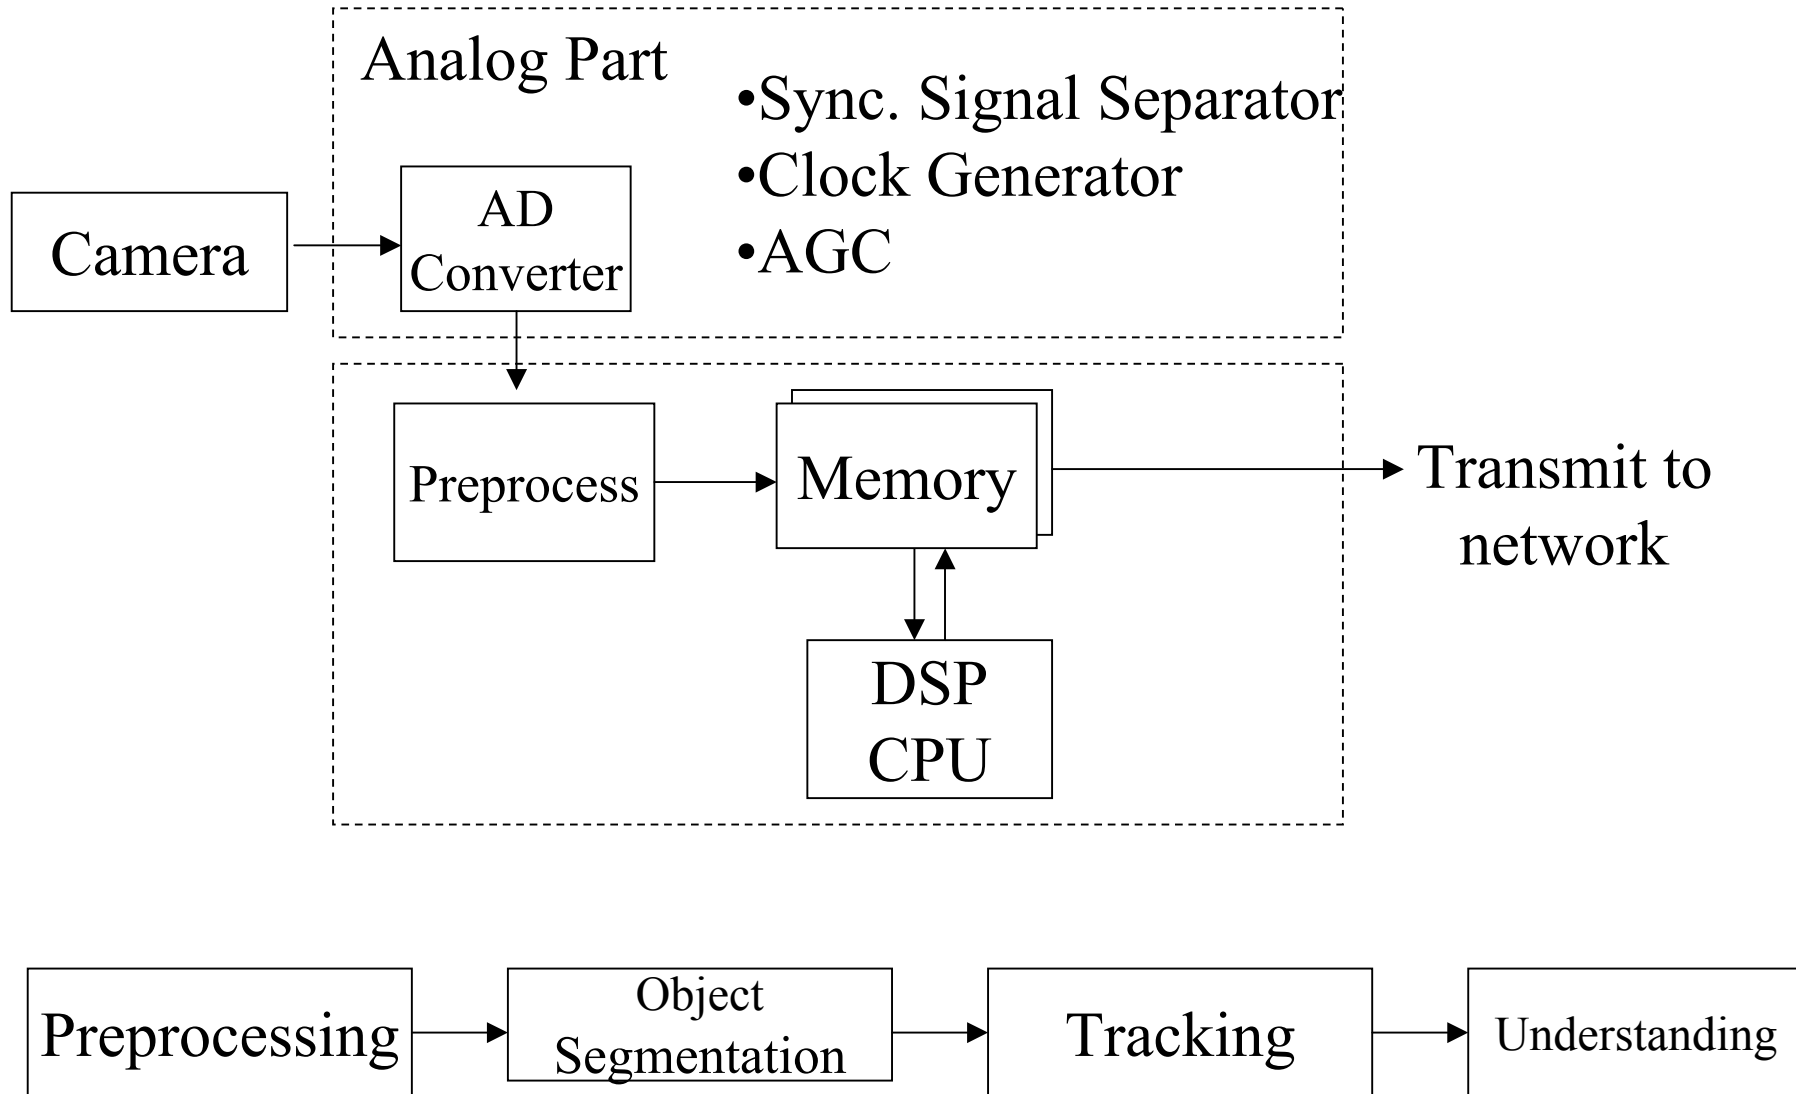 Analog Part
•Sync. Signal Separator
•Clock Generator
•AGC
AD
Converter
Camera
Preprocess
Memory
Transmit to
network
DSP
CPU
Preprocessing
Object
Segmentation
Tracking
Understanding